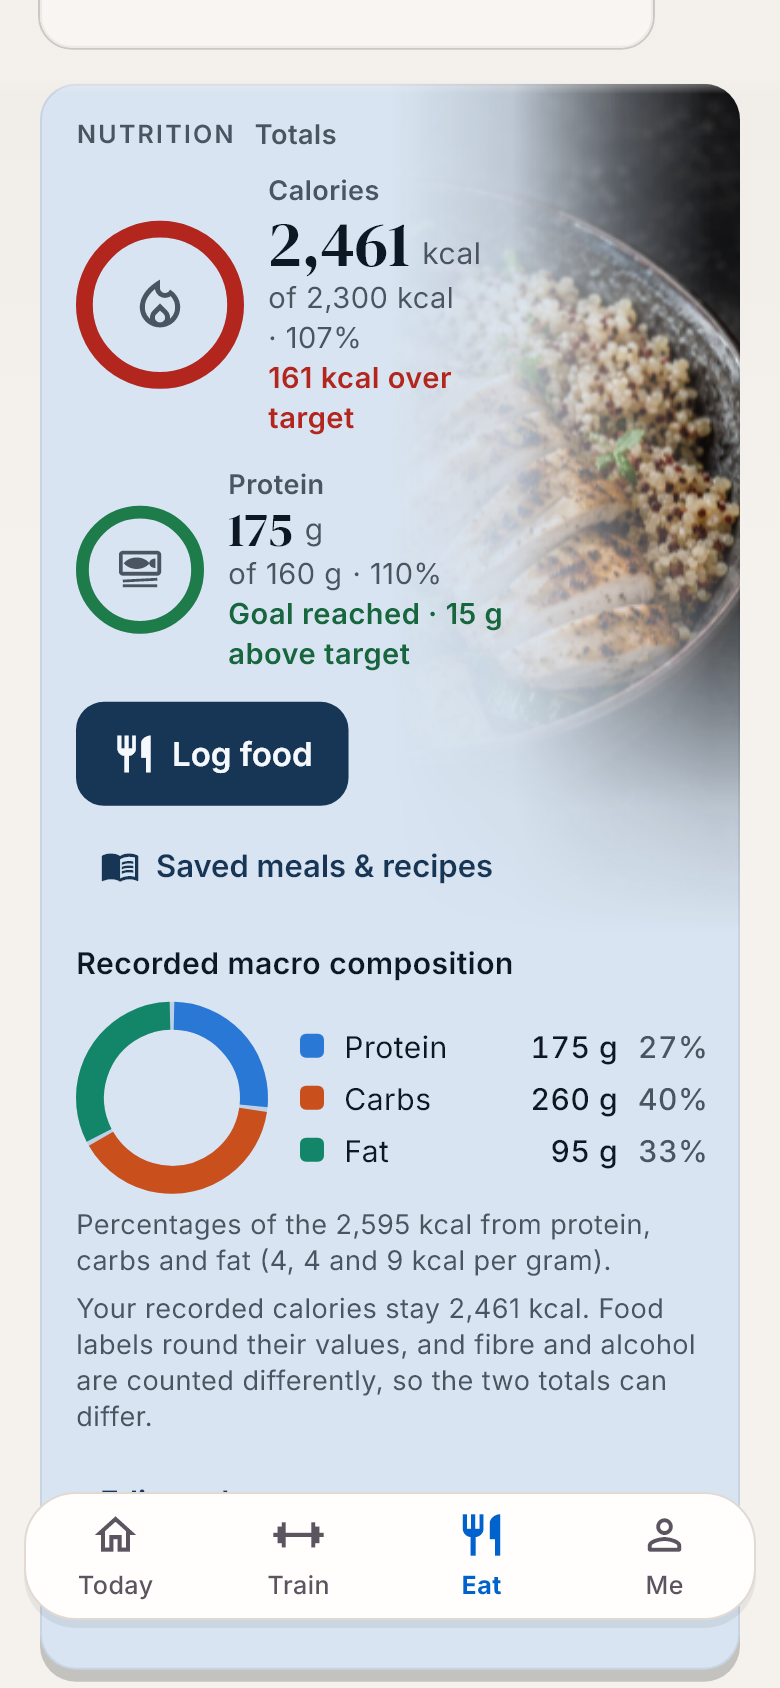 NUTRITION Totals
Calories
2,461 kcal
of 2,300 kcal
· 107%
161 kcal over
target
Protein
175 g
of 160 g · 110%
Goal reached · 15 g
above target
Log food
Saved meals & recipes
Recorded macro composition
Protein 175 g 27%
Carbs 260 g 40%
Fat 95 g 33%
Percentages of the 2,595 kcal from protein,
carbs and fat (4, 4 and 9 kcal per gram).
Your recorded calories stay 2,461 kcal. Food
labels round their values, and fibre and alcohol
are counted differently, so the two totals can
differ.
Today Train Eat Me